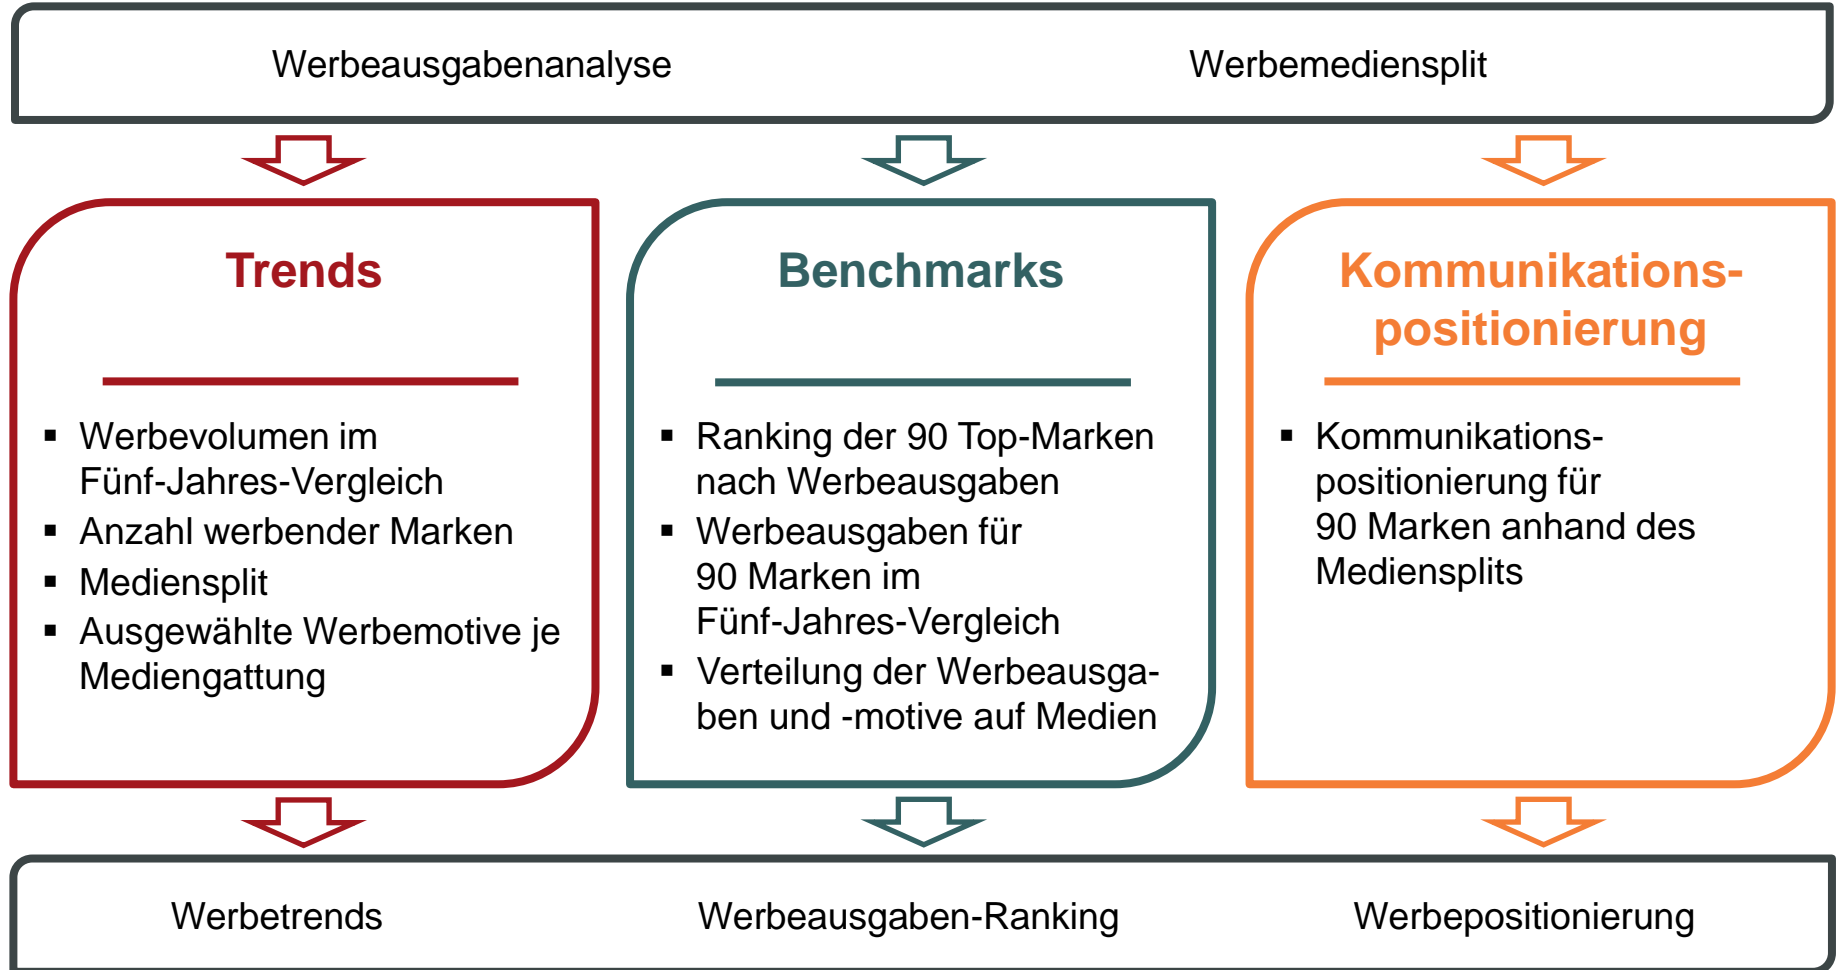 Werbeausgabenanalyse
Werbemediensplit
Trends
▪ Werbevolumen im
Fünf-Jahres-Vergleich
▪ Anzahl werbender Marken
▪ Mediensplit
▪ Ausgewählte Werbemotive je
Mediengattung
Benchmarks
▪ Ranking der 90 Top-Marken
nach Werbeausgaben
▪ Werbeausgaben für
90 Marken im
Fünf-Jahres-Vergleich
▪ Verteilung der Werbeausga-
ben und -motive auf Medien
Kommunikations-
positionierung
▪ Kommunikations-
positionierung für
90 Marken anhand des
Mediensplits
Werbetrends
Werbeausgaben-Ranking
Werbepositionierung